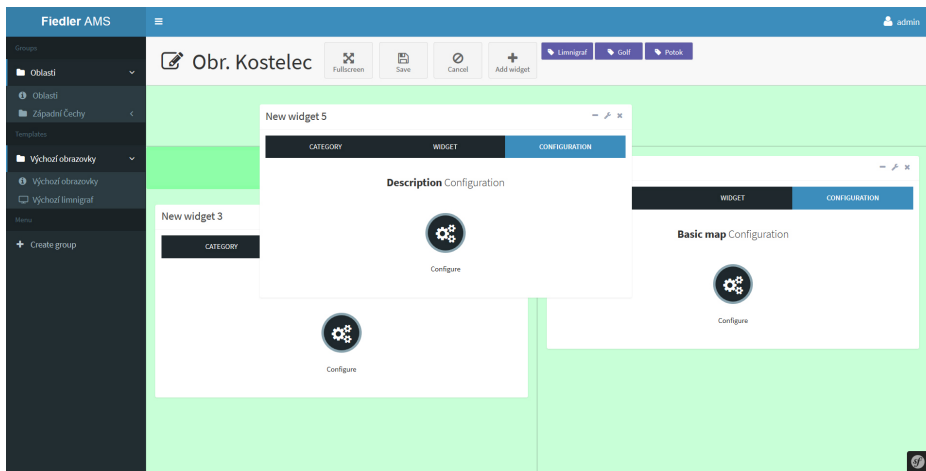 Fiedler AMS
admin
Groups
Oblasti
Oblasti
Západní Čechy
Templates
Výchozí obrazovky
Výchozí obrazovky
Výchozí limnigraf
Menu
Create group
Obr. Kostelec
Fullscreen
Save
Cancel
Add widget
Limnigraf
Golf
Potok
New widget 5
CATEGORY WIDGET CONFIGURATION
Description Configuration
Configure
New widget 3
CATEGORY
Configure
WIDGET CONFIGURATION
Basic map Configuration
Configure
sf